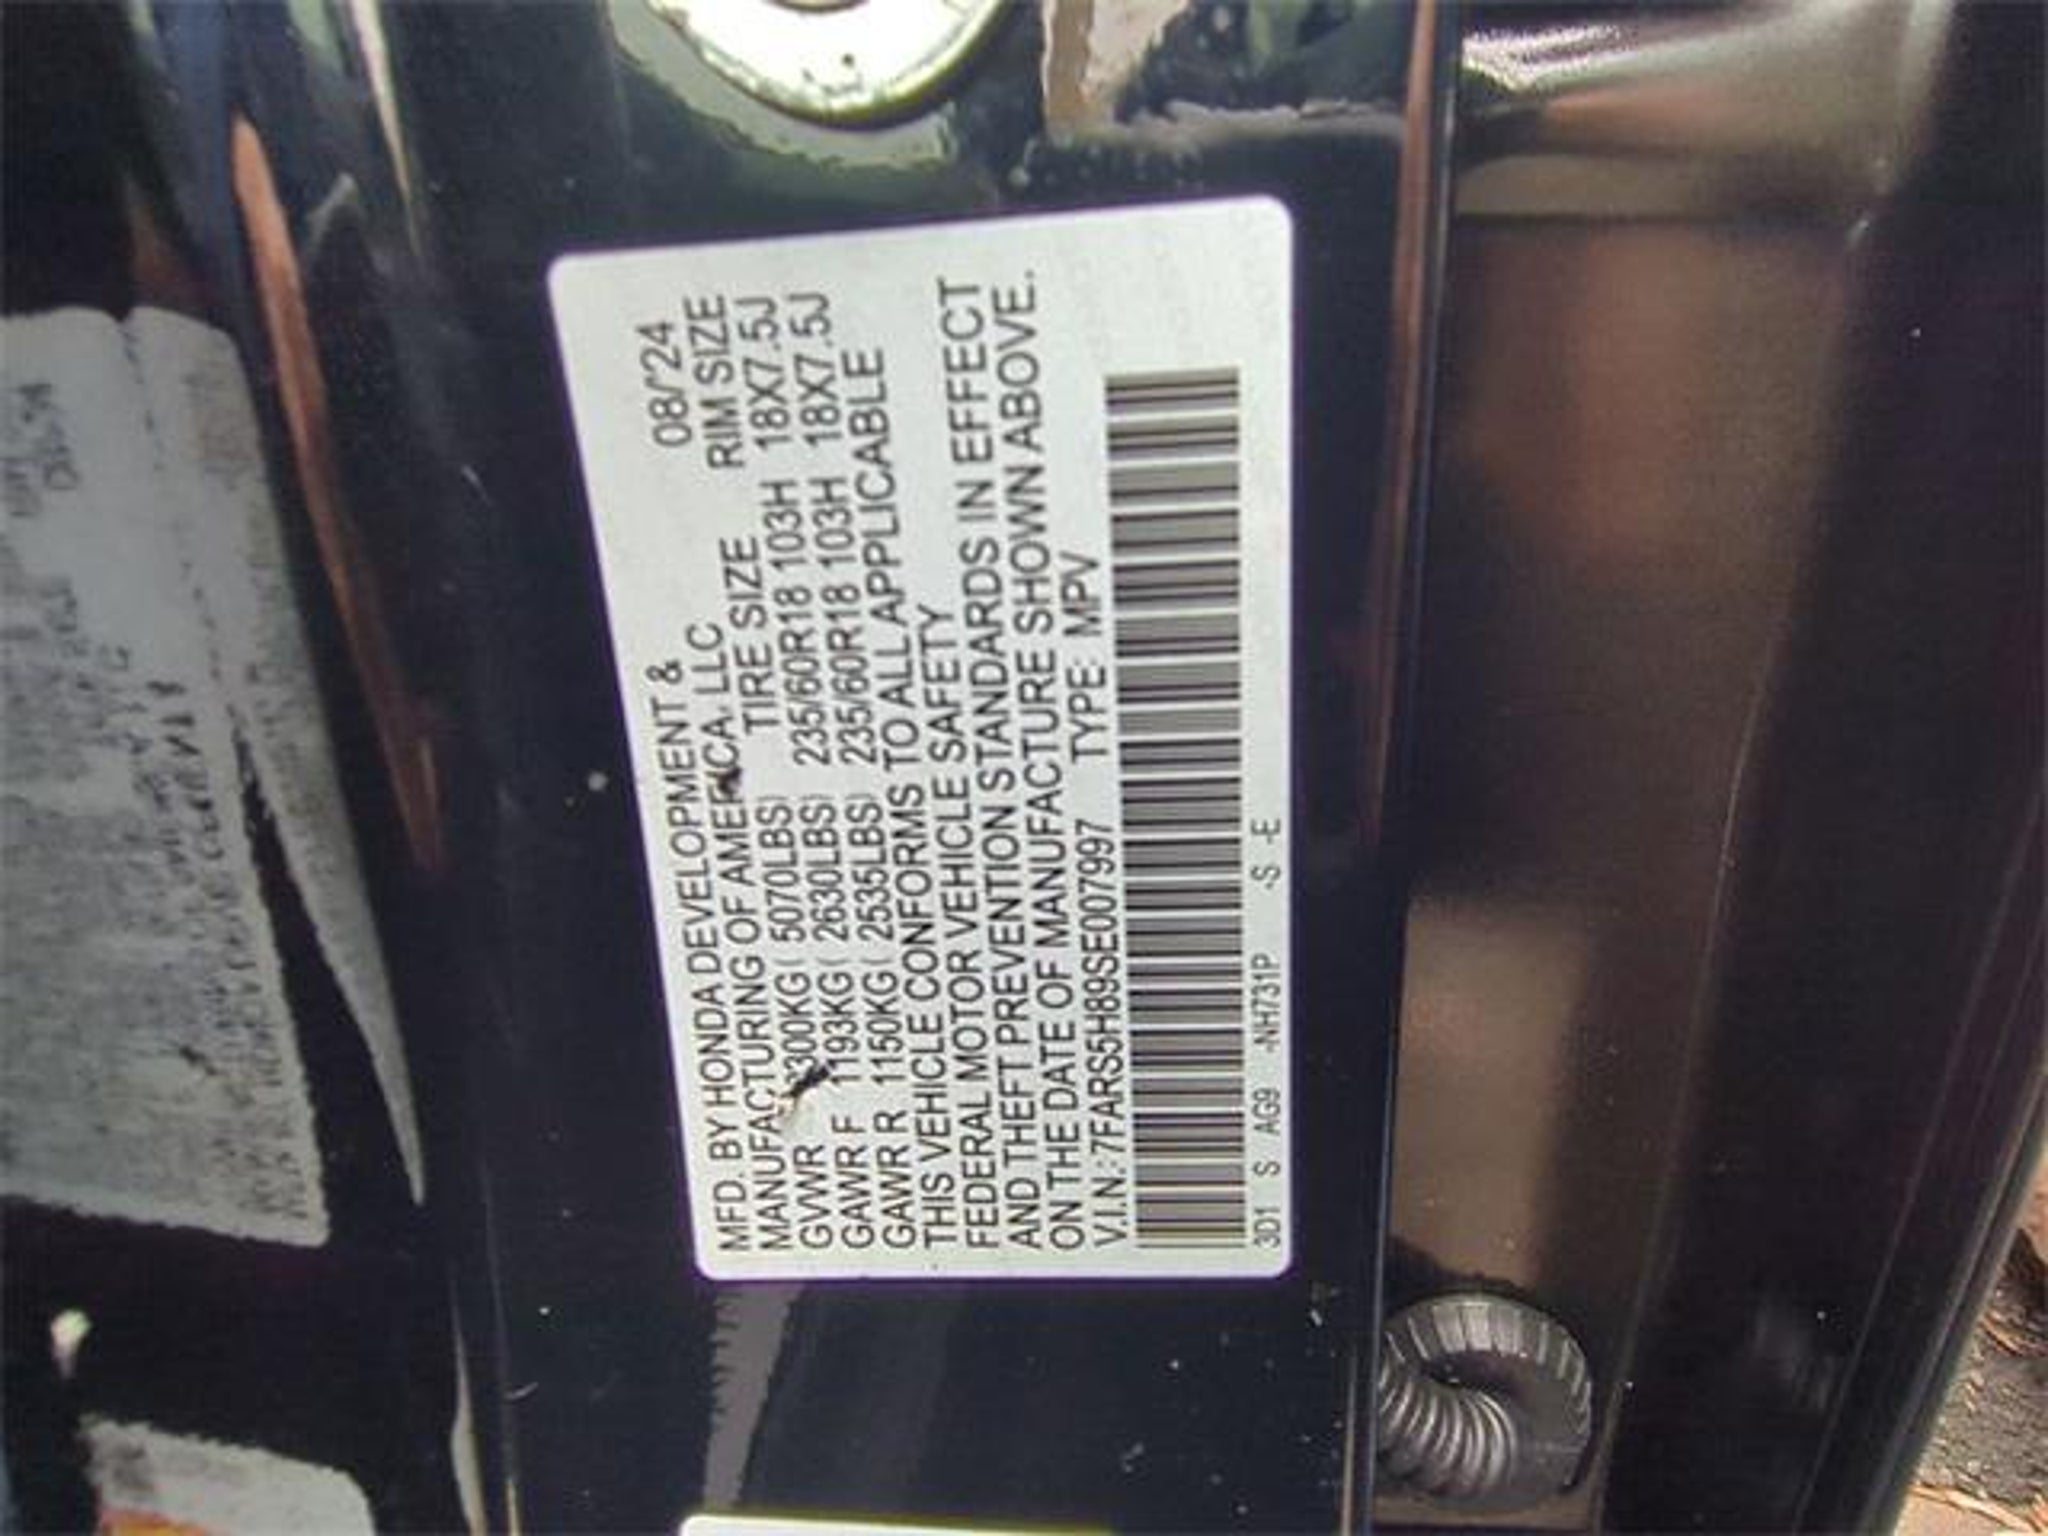 MFD. BY HONDA DEVELOPMENT & 08/'24
MANUFACTURING OF AMERICA. LLC RIM SIZE
TIRE SIZE
GVWR 2300KG( 5070LBS) 235/60R18 103H 18X7.5J
GAWR F 1193KG( 2630LBS) 235/60R18 103H 18X7.5J
GAWR R 1150KG( 2535LBS)
THIS VEHICLE CONFORMS TO ALL APPLICABLE
FEDERAL MOTOR VEHICLE SAFETY
AND THEFT PREVENTION STANDARDS IN EFFECT
ON THE DATE OF MANUFACTURE SHOWN ABOVE.
V.I.N.:7FARS5H89SE007997 TYPE: MPV
3D1 S AG9 -NH731P -S -E